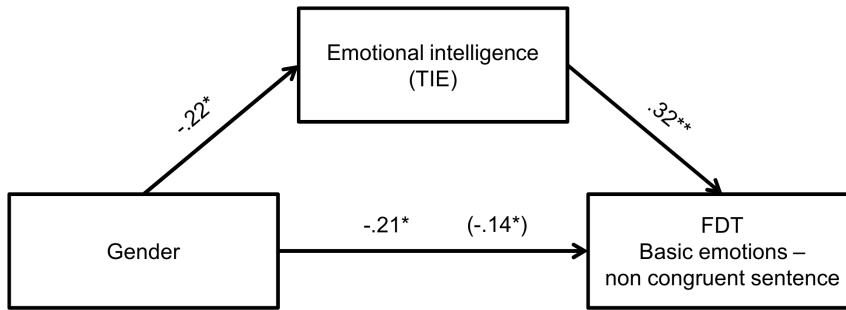 Emotional intelligence
(TIE)
-.22*
.32**
Gender
-.21* (-.14*)
FDT
Basic emotions –
non congruent sentence